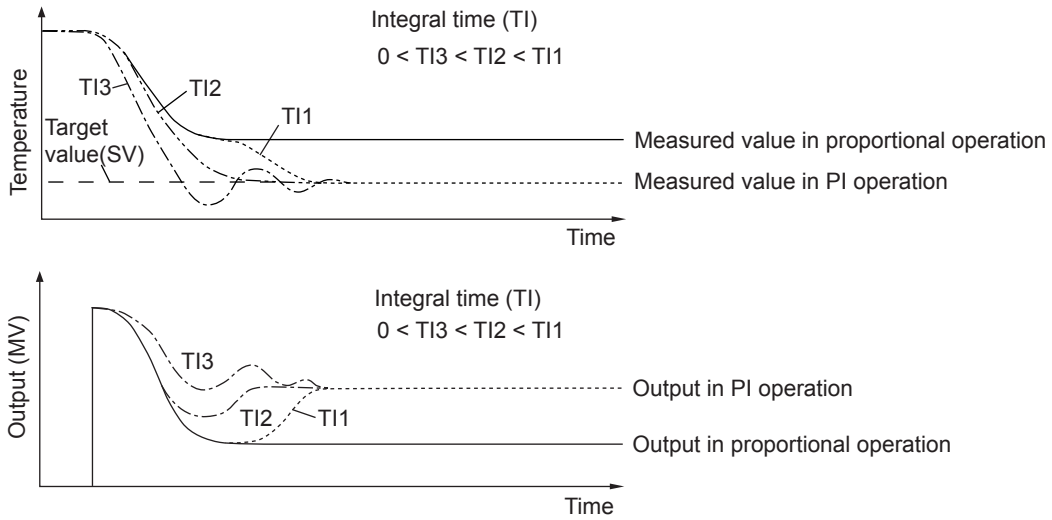 Integral time (TI)
0 < TI3 < TI2 < TI1
Temperature
TI3
TI2
TI1
Target
value(SV)
Measured value in proportional operation
Measured value in PI operation
Time
Integral time (TI)
0 < TI3 < TI2 < TI1
Output (MV)
TI3
TI2
TI1
Output in PI operation
Output in proportional operation
Time